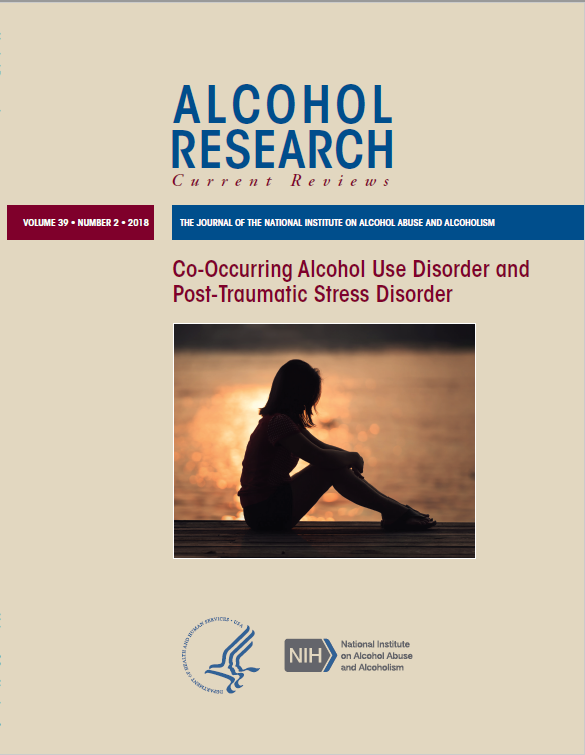 ALCOHOL
RESEARCH
Current Reviews
VOLUME 39 • NUMBER 2 • 2018
THE JOURNAL OF THE NATIONAL INSTITUTE ON ALCOHOL ABUSE AND ALCOHOLISM
Co-Occurring Alcohol Use Disorder and
Post-Traumatic Stress Disorder
DEPARTMENT OF HEALTH AND HUMAN SERVICES • USA
NIH
National Institute
on Alcohol Abuse
and Alcoholism